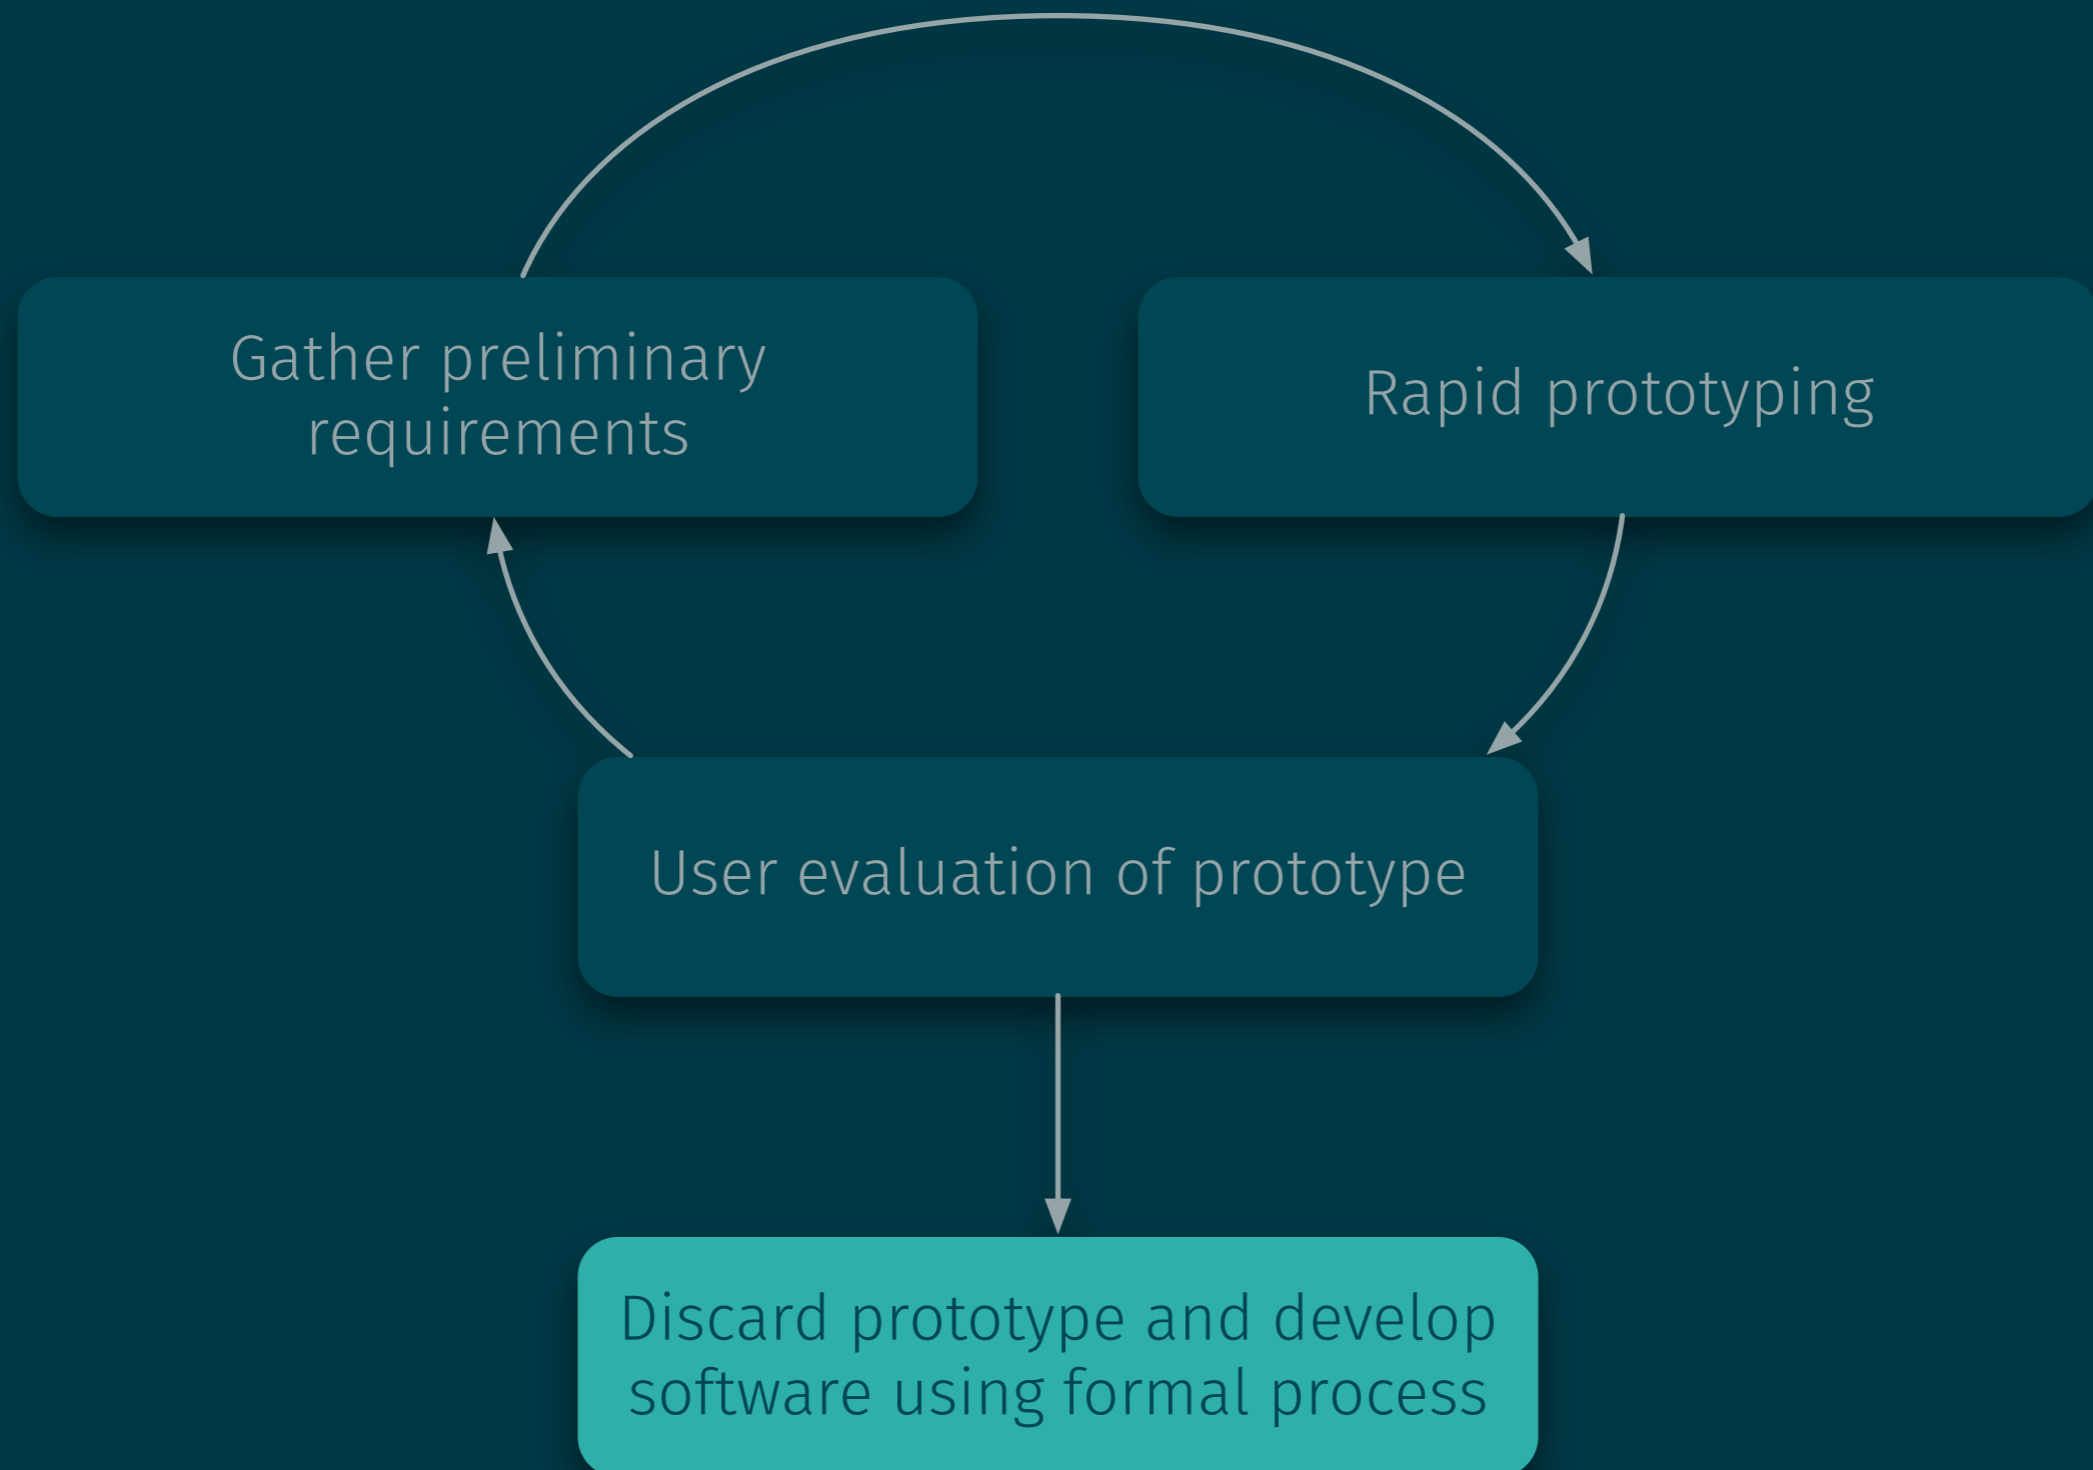 Gather preliminary
requirements
Rapid prototyping
User evaluation of prototype
Discard prototype and develop
software using formal process